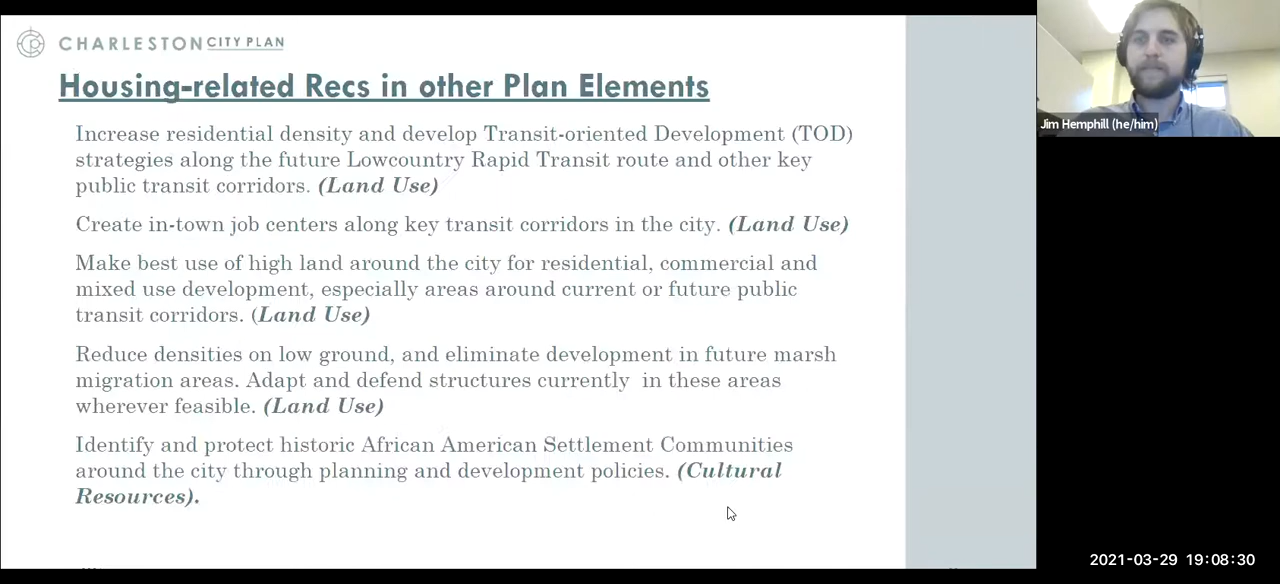 CHARLESTON CITY PLAN
Housing-related Recs in other Plan Elements
Increase residential density and develop Transit-oriented Development (TOD)
strategies along the future Lowcountry Rapid Transit route and other key
public transit corridors. (Land Use)
Create in-town job centers along key transit corridors in the city. (Land Use)
Make best use of high land around the city for residential, commercial and
mixed use development, especially areas around current or future public
transit corridors. (Land Use)
Reduce densities on low ground, and eliminate development in future marsh
migration areas. Adapt and defend structures currently  in these areas
wherever feasible. (Land Use)
Identify and protect historic African American Settlement Communities
around the city through planning and development policies. (Cultural
Resources).
Jim Hemphill (he/him)
2021-03-29 19:08:30